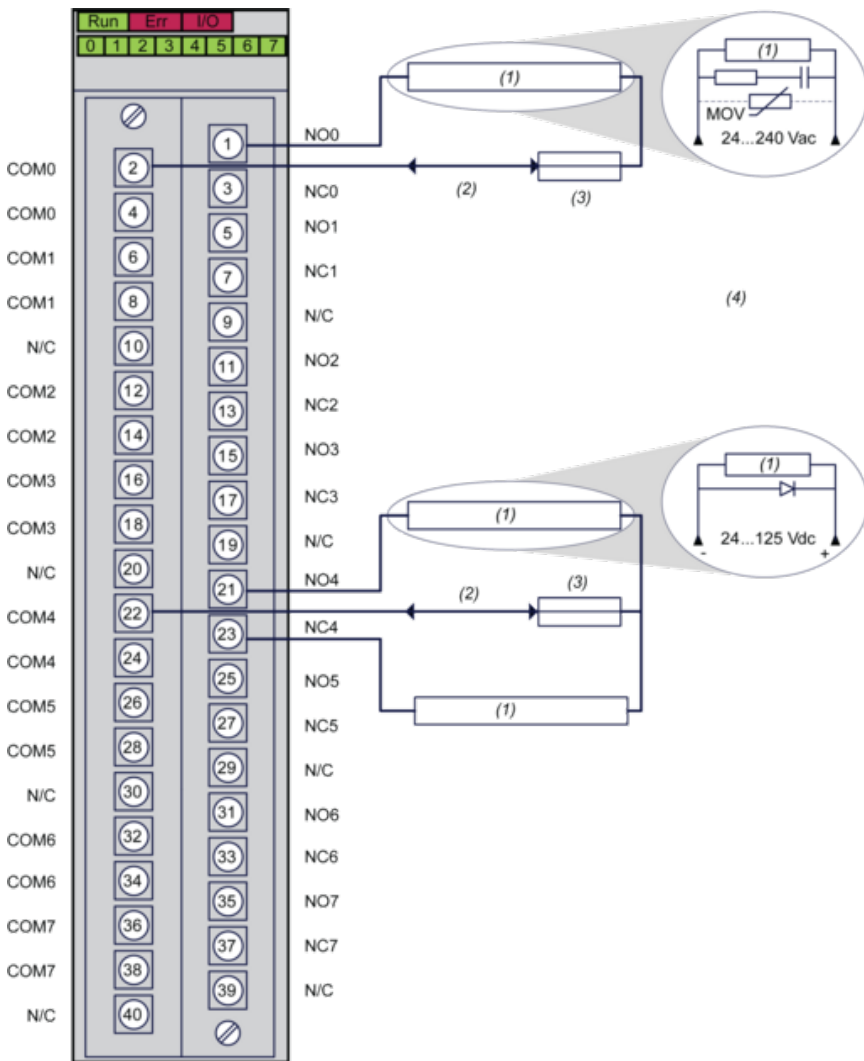 Run Err I/O
0 1 2 3 4 5 6 7
(1)
(1)
MOV
24...240 Vac
1 NO0
COM0 2
(2)
(3)
3 NC0
COM0 4
5 NO1
COM1 6
7 NC1
COM1 8
(4)
9 N/C
N/C 10
11 NO2
COM2 12
13 NC2
COM2 14
15 NO3
COM3 16
17 NC3
(1)
(1)
24...125 Vdc
- +
COM3 18
19 N/C
N/C 20
21 NO4
COM4 22
(2)
(3)
23 NC4
COM4 24
25 NO5
COM5 26
(1)
27 NC5
COM5 28
29 N/C
N/C 30
31 NO6
COM6 32
33 NC6
COM6 34
35 NO7
COM7 36
37 NC7
COM7 38
39 N/C
N/C 40